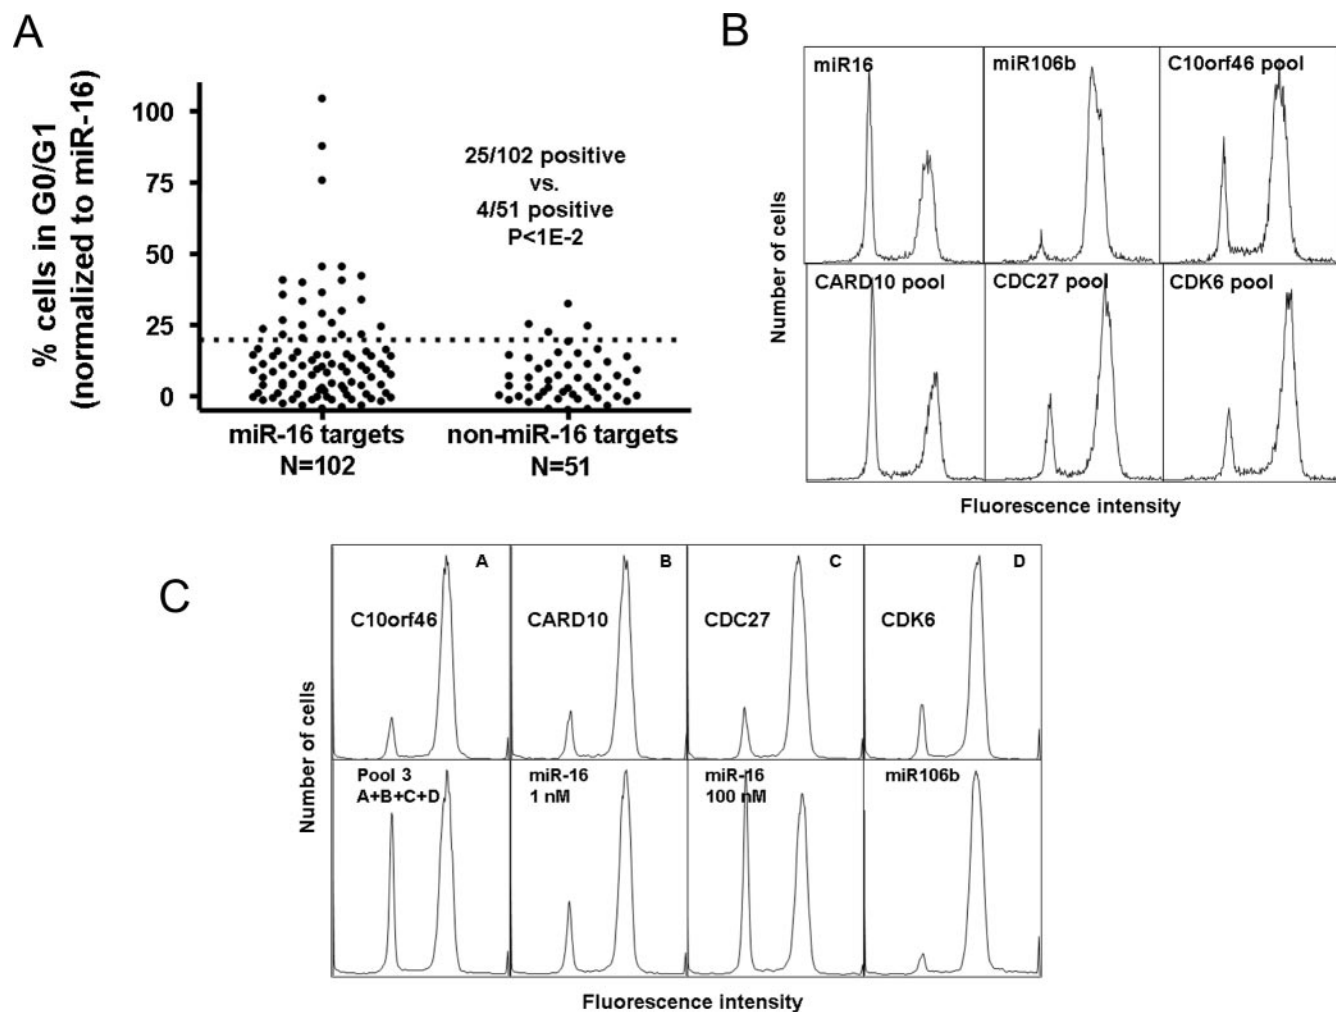 A
% cells in G0/G1
(normalized to miR-16)
100
75
50
25
0
25/102 positive
vs.
4/51 positive
P<1E-2
miR-16 targets
N=102
non-miR-16 targets
N=51
B
Number of cells
miR16
miR106b
C10orf46 pool
CARD10 pool
CDC27 pool
CDK6 pool
Fluorescence intensity
C
Number of cells
A
C10orf46
B
CARD10
C
CDC27
D
CDK6
Pool 3
A+B+C+D
miR-16
1 nM
miR-16
100 nM
miR106b
Fluorescence intensity